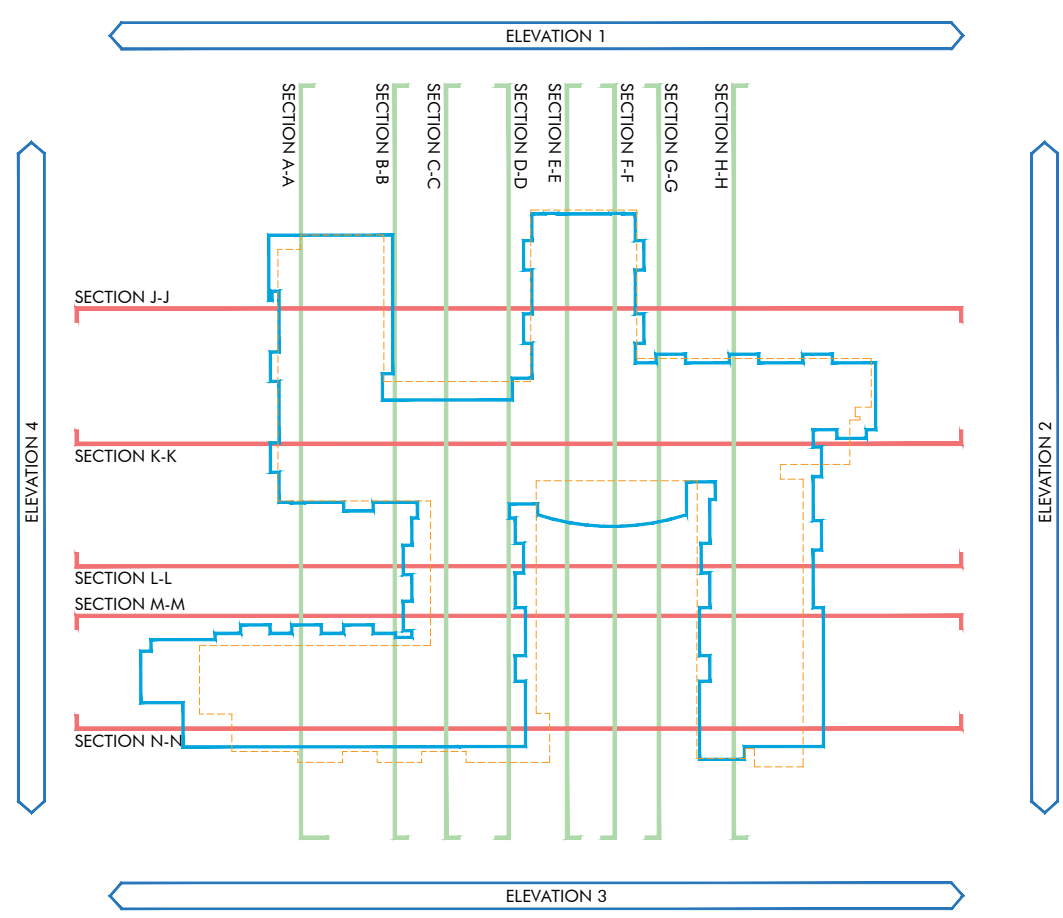 ELEVATION 1
SECTION A-A
SECTION B-B
SECTION C-C
SECTION D-D
SECTION E-E
SECTION F-F
SECTION G-G
SECTION H-H
SECTION J-J
ELEVATION 4
ELEVATION 2
SECTION K-K
SECTION L-L
SECTION M-M
SECTION N-N
ELEVATION 3